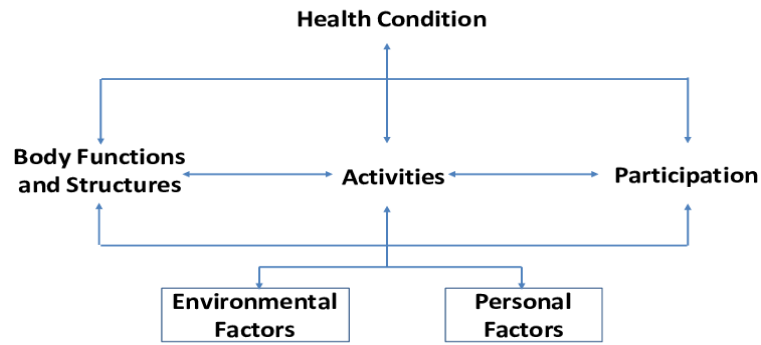 Health Condition
Body Functions
and Structures
Activities
Participation
Environmental
Factors
Personal
Factors